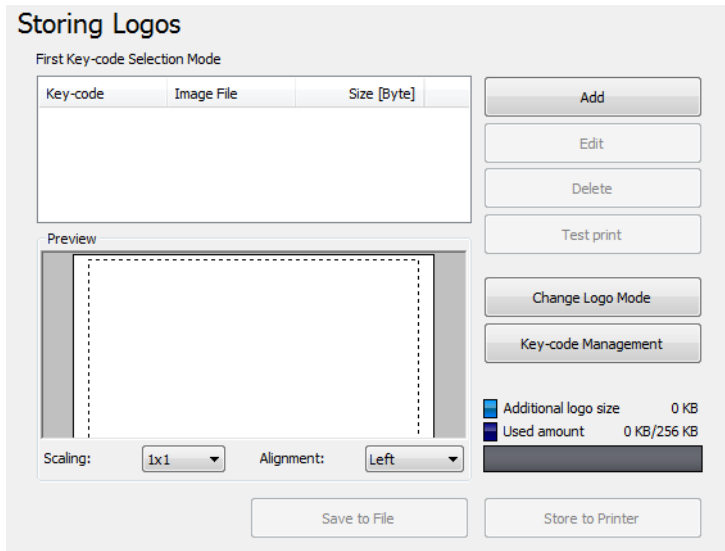 Storing Logos
First Key-code Selection Mode
Key-code Image File Size [Byte]
Add
Edit
Delete
Test print
Preview
Change Logo Mode
Key-code Management
Additional logo size 0 KB
Used amount 0 KB/256 KB
Scaling: 1x1 Alignment: Left
Save to File Store to Printer